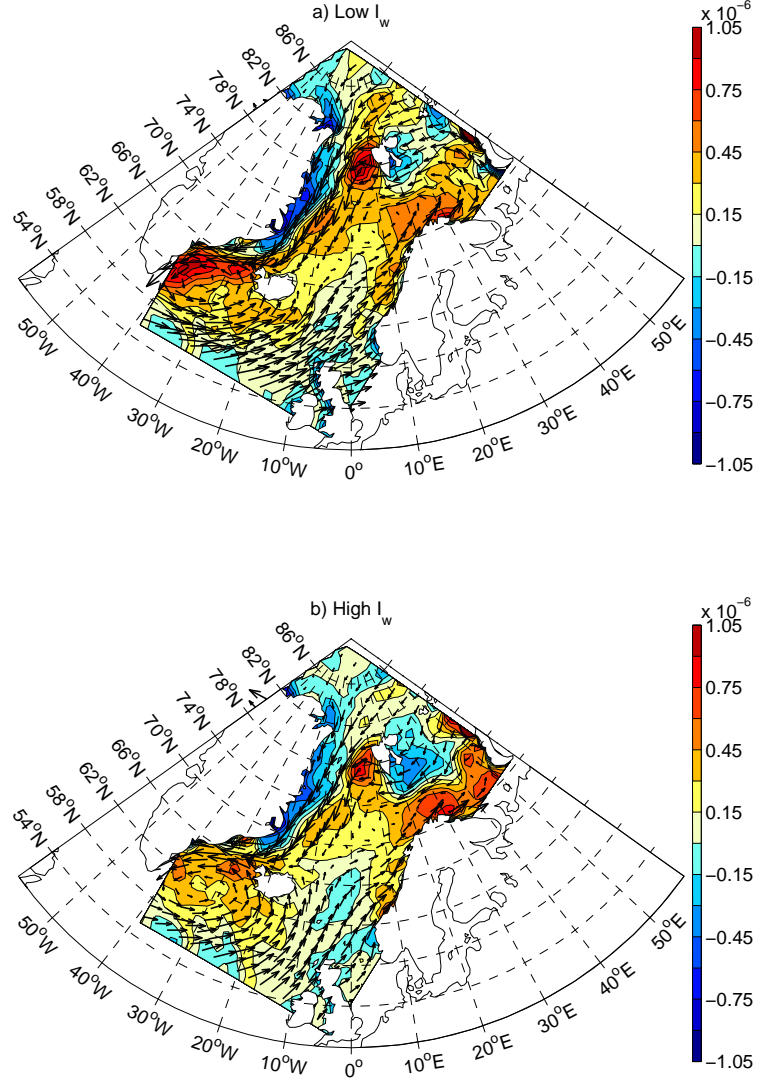 a) Low I_w
x 10^-6
1.05
0.75
0.45
0.15
−0.15
−0.45
−0.75
−1.05
86°N
82°N
78°N
74°N
70°N
66°N
62°N
58°N
54°N
50°W
40°W
30°W
20°W
10°W
0°
10°E
20°E
30°E
40°E
50°E
b) High I_w
x 10^-6
1.05
0.75
0.45
0.15
−0.15
−0.45
−0.75
−1.05
86°N
82°N
78°N
74°N
70°N
66°N
62°N
58°N
54°N
50°W
40°W
30°W
20°W
10°W
0°
10°E
20°E
30°E
40°E
50°E